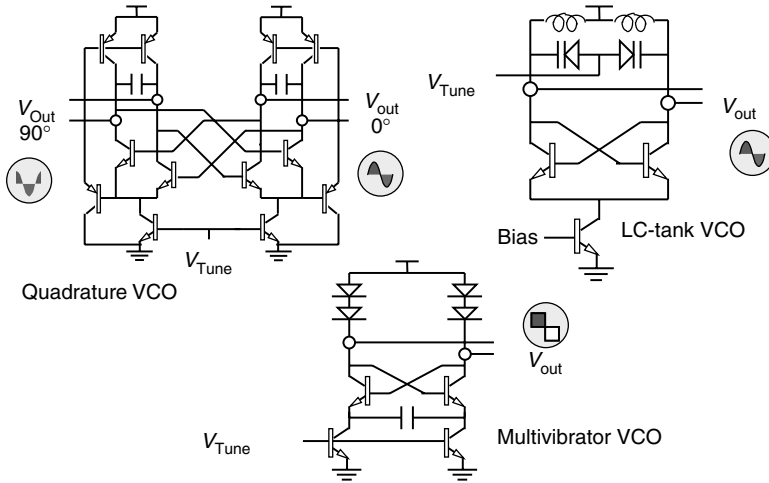 V_Tune
V_out
Bias
LC-tank VCO
V_Out
90°
V_out
0°
V_Tune
Quadrature VCO
V_out
V_Tune
Multivibrator VCO